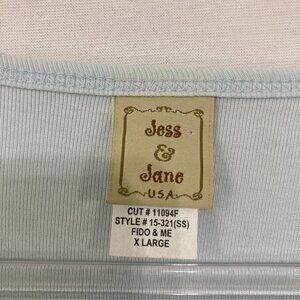 Jess
&
Jane
U.S.A.
CUT # 11094F
STYLE # 15-321(SS)
FIDO & ME
X LARGE